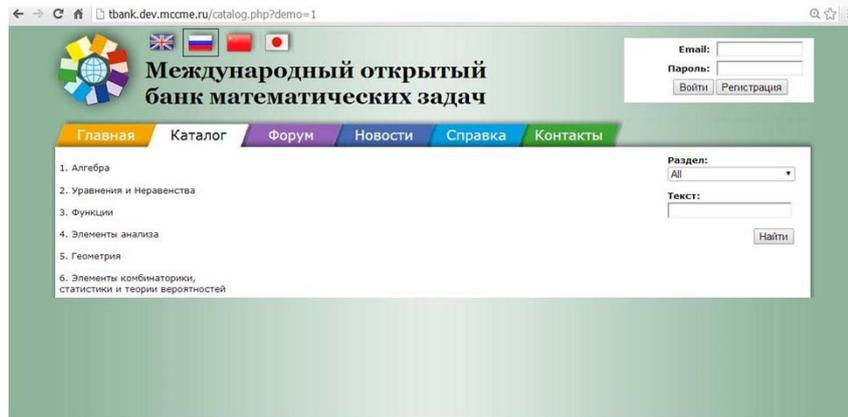 tbank.dev.mccme.ru/catalog.php?demo=1
Международный открытый
банк математических задач
Email:
Пароль:
Войти Регистрация
Главная Каталог Форум Новости Справка Контакты
1. Алгебра
2. Уравнения и Неравенства
3. Функции
4. Элементы анализа
5. Геометрия
6. Элементы комбинаторики,
статистики и теории вероятностей
Раздел:
All
Текст:
Найти